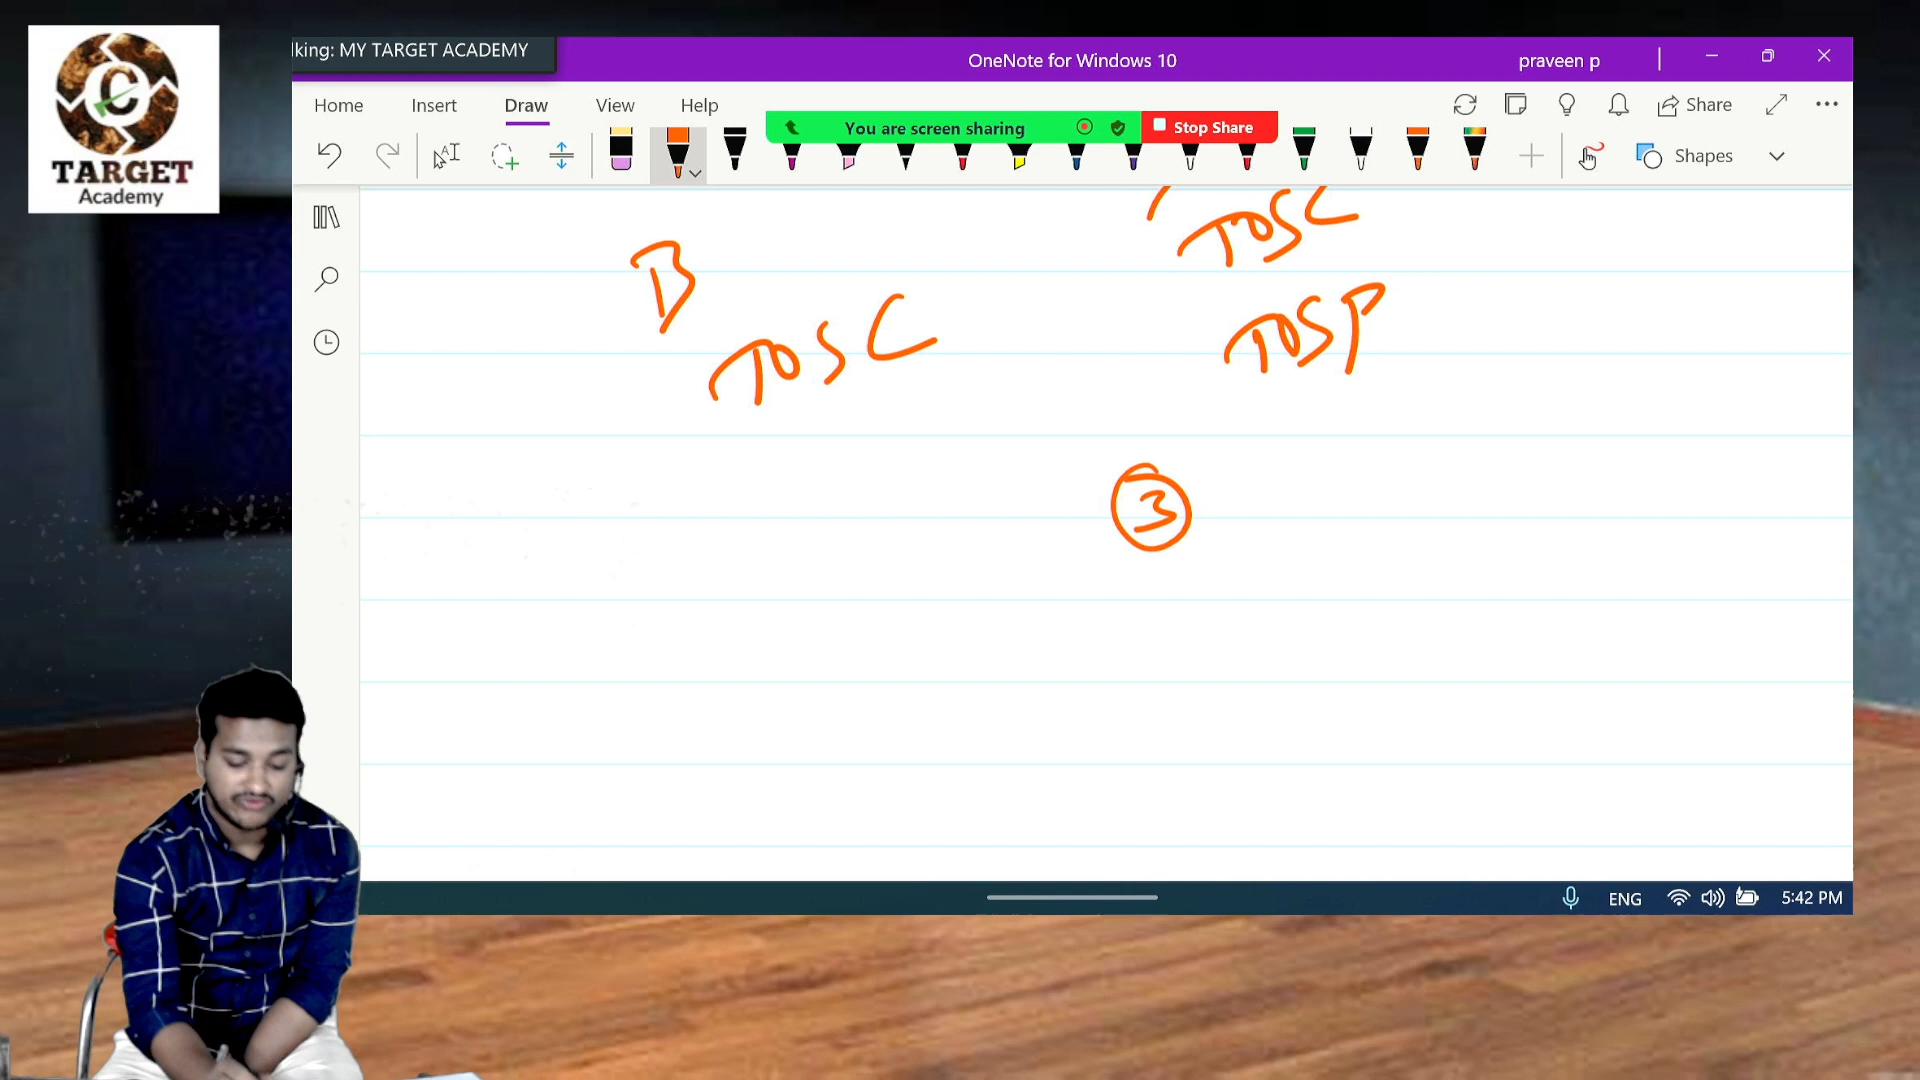 TARGET
Academy
lking: MY TARGET ACADEMY
OneNote for Windows 10
praveen p
Home Insert Draw View Help
You are screen sharing
Stop Share
Share
Shapes
TOSC
B
TOSC
TOSP
3
ENG
5:42 PM